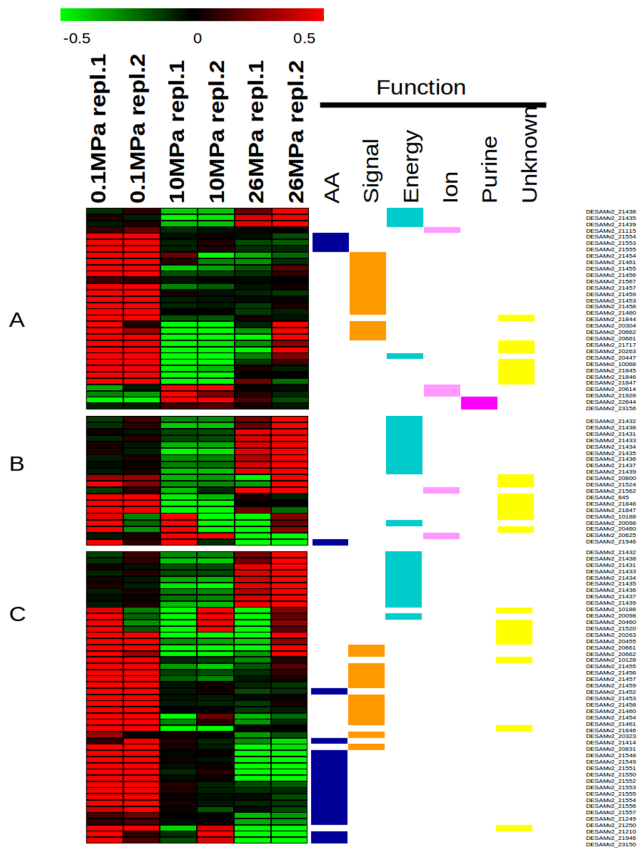 -0.5 0 0.5
0.1MPa repl.1
0.1MPa repl.2
10MPa repl.1
10MPa repl.2
26MPa repl.1
26MPa repl.2
Function
AA
Signal
Energy
Ion
Purine
Unknown
A
DESAMv2_21438
DESAMv2_21435
DESAMv2_21439
DESAMv2_21115
DESAMv2_21554
DESAMv2_21553
DESAMv2_21555
DESAMv2_21454
DESAMv2_21461
DESAMv2_21455
DESAMv2_21456
DESAMv2_21567
DESAMv2_21457
DESAMv2_21459
DESAMv2_21453
DESAMv2_21458
DESAMv2_21460
DESAMv2_21844
DESAMv2_20304
DESAMv2_20662
DESAMv2_20661
DESAMv2_21717
DESAMv2_20263
DESAMv2_20447
DESAMv2_10068
DESAMv2_21845
DESAMv2_21846
DESAMv2_21847
DESAMv2_20614
DESAMv2_21928
DESAMv2_22644
DESAMv2_23156
B
DESAMv2_21432
DESAMv2_21438
DESAMv2_21431
DESAMv2_21433
DESAMv2_21434
DESAMv2_21435
DESAMv2_21436
DESAMv2_21437
DESAMv2_21439
DESAMv2_20800
DESAMv2_21524
DESAMv2_21562
DESAMv2_845
DESAMv2_21846
DESAMv2_21847
DESAMv2_10188
DESAMv2_20098
DESAMv2_20460
DESAMv2_20625
DESAMv2_21946
C
DESAMv2_21432
DESAMv2_21438
DESAMv2_21431
DESAMv2_21433
DESAMv2_21434
DESAMv2_21435
DESAMv2_21436
DESAMv2_21437
DESAMv2_21439
DESAMv2_10188
DESAMv2_20098
DESAMv2_20460
DESAMv2_21520
DESAMv2_20263
DESAMv2_20455
DESAMv2_20661
DESAMv2_20662
DESAMv2_10128
DESAMv2_21455
DESAMv2_21456
DESAMv2_21457
DESAMv2_21459
DESAMv2_21452
DESAMv2_21453
DESAMv2_21458
DESAMv2_21460
DESAMv2_21454
DESAMv2_21461
DESAMv2_21846
DESAMv2_20323
DESAMv2_21414
DESAMv2_20831
DESAMv2_21548
DESAMv2_21549
DESAMv2_21551
DESAMv2_21550
DESAMv2_21552
DESAMv2_21553
DESAMv2_21555
DESAMv2_21554
DESAMv2_21556
DESAMv2_21557
DESAMv2_21249
DESAMv2_21250
DESAMv2_21210
DESAMv2_21946
DESAMv2_23150